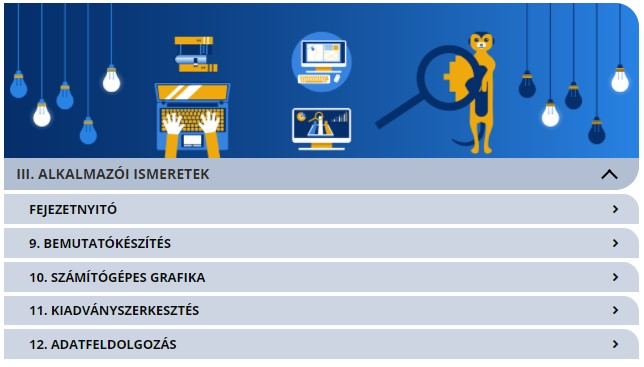 III. ALKALMAZÓI ISMERETEK
FEJEZETNYITÓ
9. BEMUTATÓKÉSZÍTÉS
10. SZÁMÍTÓGÉPES GRAFIKA
11. KIADVÁNYSZERKESZTÉS
12. ADATFELDOLGOZÁS